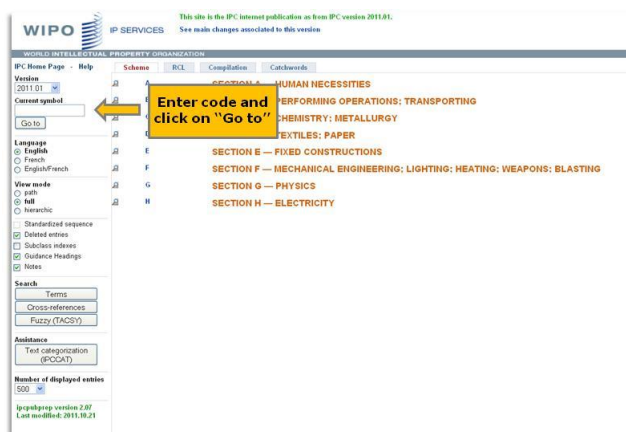 This site is the IPC internet publication as from IPC version 2011.01.
WIPO
IP SERVICES
See main changes associated to this version
WORLD INTELLECTUAL PROPERTY ORGANIZATION
IPC Home Page - Help
Scheme
RCL
Compilation
Catchwords
Version
2011.01
Current symbol
Go to
Enter code and
click on “Go to”
A
SECTION A — HUMAN NECESSITIES
PERFORMING OPERATIONS; TRANSPORTING
CHEMISTRY; METALLURGY
TEXTILES; PAPER
E SECTION E — FIXED CONSTRUCTIONS
F SECTION F — MECHANICAL ENGINEERING; LIGHTING; HEATING; WEAPONS; BLASTING
G SECTION G — PHYSICS
H SECTION H — ELECTRICITY
Language
English
French
English/French
View mode
path
full
hierarchic
Standardized sequence
Deleted entries
Subclass indexes
Guidance Headings
Notes
Search
Terms
Cross-references
Fuzzy (TACSY)
Assistance
Text categorization
(IPCCAT)
Number of displayed entries
500
ipcpubprep version 2.07
Last modified: 2011.10.21